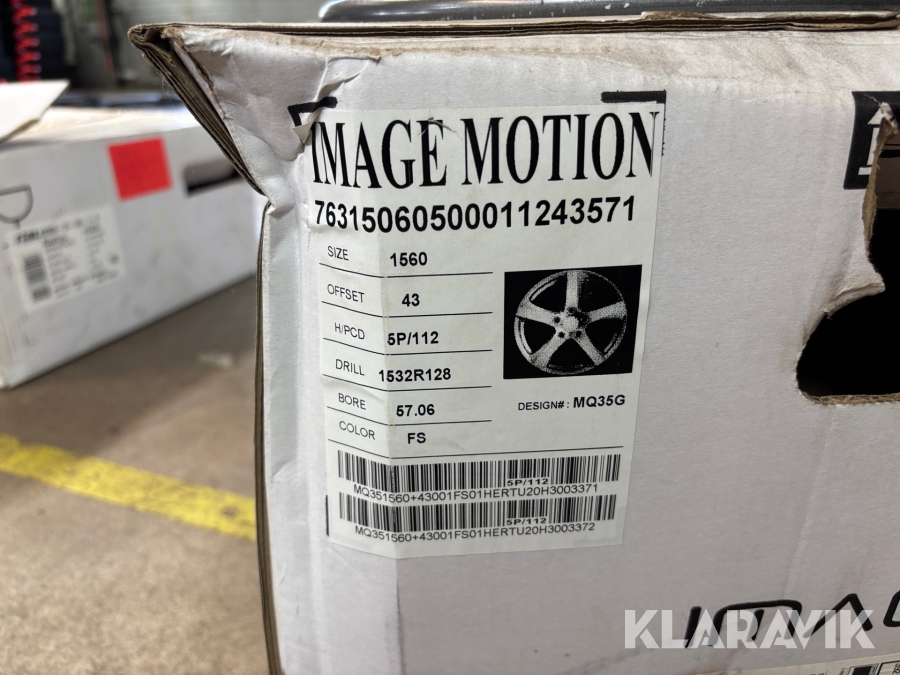 IMAGE MOTION
76315060500011243571
SIZE 1560
OFFSET 43
H/PCD 5P/112
DRILL 1532R128
BORE 57.06
COLOR FS
DESIGN# : MQ35G
5P/112
MQ351560+43001FS01HERTU20H3003371
5P/112
MQ351560+43001FS01HERTU20H3003372
IMAG
KLARAVIK